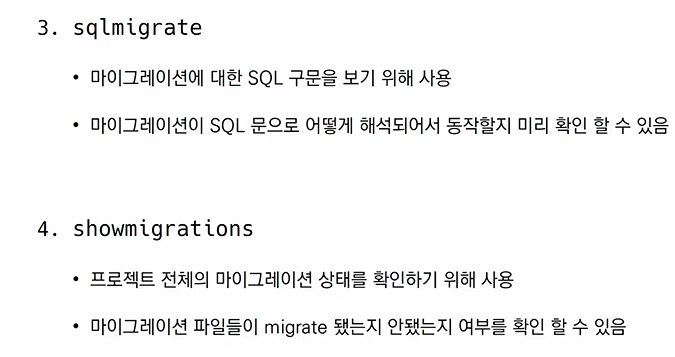 3. sqlmigrate
• 마이그레이션에 대한 SQL 구문을 보기 위해 사용
• 마이그레이션이 SQL 문으로 어떻게 해석되어서 동작할지 미리 확인 할 수 있음
4. showmigrations
• 프로젝트 전체의 마이그레이션 상태를 확인하기 위해 사용
• 마이그레이션 파일들이 migrate 됐는지 안됐는지 여부를 확인 할 수 있음